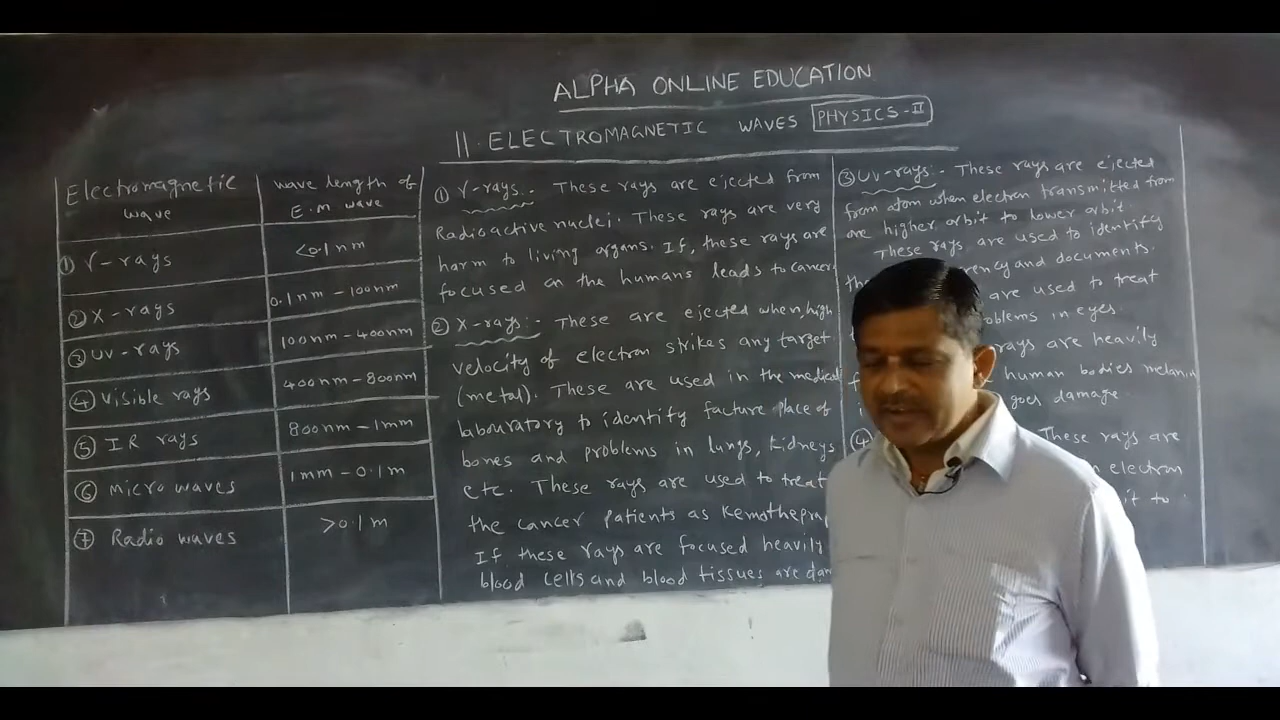 ALPHA ONLINE EDUCATION
11. ELECTROMAGNETIC WAVES PHYSICS-II
Electromagnetic wave
wave length of E.M. wave
① γ-rays
<0.1nm
② X-rays
0.1nm - 100nm
③ UV-rays
100nm - 400nm
④ Visible rays
400nm - 800nm
⑤ IR rays
800nm - 1mm
⑥ Micro waves
1mm - 0.1m
⑦ Radio waves
>0.1m
① γ-rays:- These rays are ejected from
Radioactive nuclei. These rays are very
harm to living organs. If, these rays are
focused on the humans leads to cancer.
② X-rays:- These are ejected when, high
velocity of electron strikes any target
(metal). These are used in the medical
labouratory to identify facture place of
bones and problems in lungs, kidneys
etc. These rays are used to treat
the cancer patients as
If these rays are focused heavily
blood cells and blood tissues are
③ UV-rays:- These rays are ejected
from atom when electron transmitted from
are higher orbit to lower orbit.
These rays, are used to identify
and documents.
are used to treat
in eyes.
rays are heavily
human bodies melanin
goes damage.
④ These rays are
electron
to